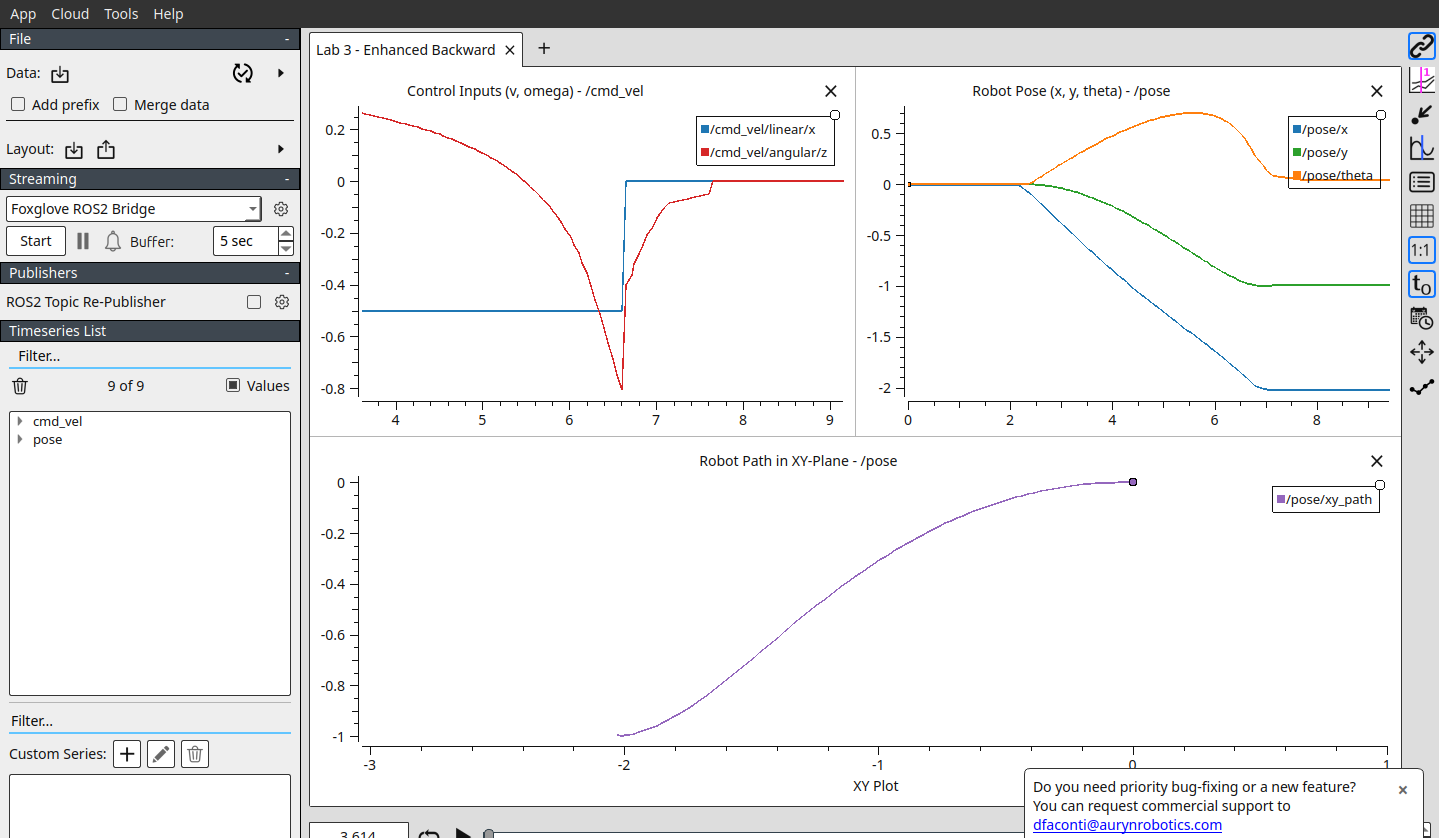 App Cloud Tools Help
File -
Data:
Add prefix Merge data
Layout:
Streaming -
Foxglove ROS2 Bridge
Start Buffer: 5 sec
Publishers -
ROS2 Topic Re-Publisher
Timeseries List
Filter...
9 of 9 Values
cmd_vel
pose
Filter...
Custom Series:
Lab 3 - Enhanced Backward
Control Inputs (v, omega) - /cmd_vel
/cmd_vel/linear/x
/cmd_vel/angular/z
0.2
0
-0.2
-0.4
-0.6
-0.8
4 5 6 7 8 9
Robot Pose (x, y, theta) - /pose
/pose/x
/pose/y
/pose/theta
0.5
0
-0.5
-1
-1.5
-2
0 2 4 6 8
Robot Path in XY-Plane - /pose
/pose/xy_path
0
-0.2
-0.4
-0.6
-0.8
-1
-3 -2 -1 0 1
XY Plot
3.614
1
1:1
t0
Do you need priority bug-fixing or a new feature?
You can request commercial support to
dfaconti@aurynrobotics.com